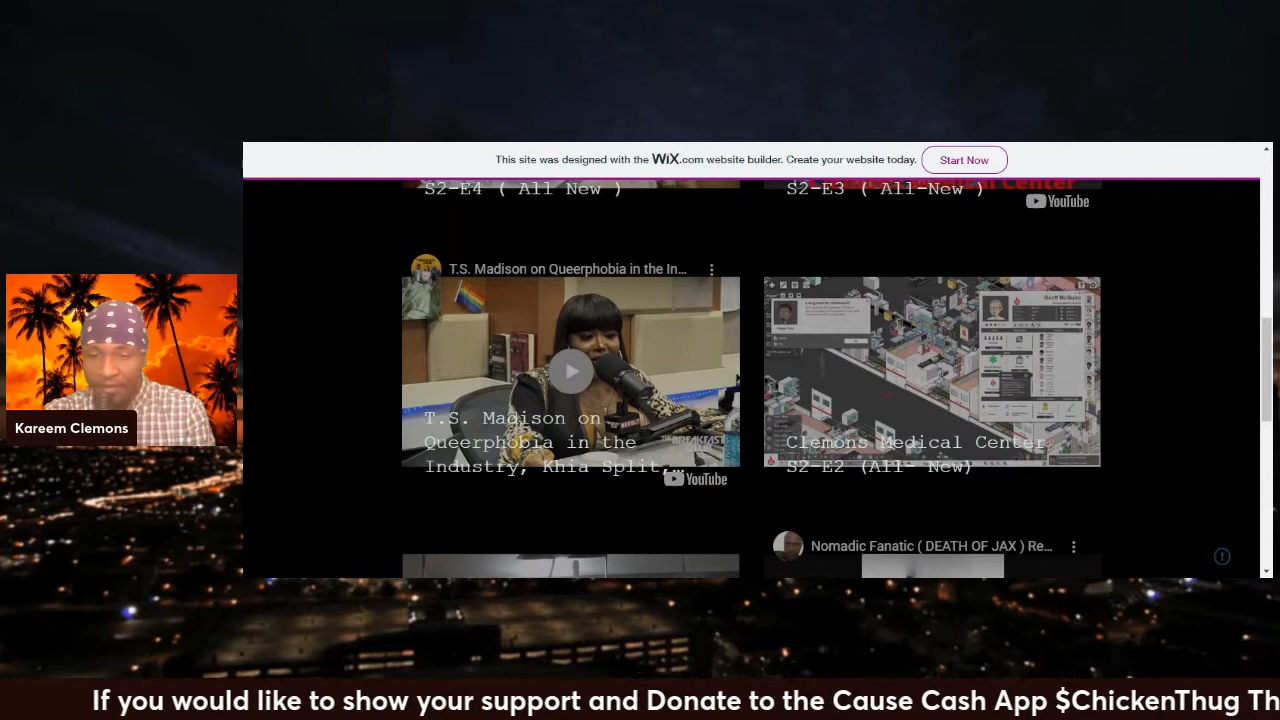 This site was designed with the WiX.com website builder. Create your website today.
Start Now
S2-E4 ( All New )
S2-E3 ( All-New )
YouTube
T.S. Madison on Queerphobia in the In...
T.S. Madison on
Queerphobia in the
Industry, Khia Split,…
YouTube
Geoff McGuire
Clemons Medical Center
S2-E2 (All- New)
Nomadic Fanatic ( DEATH OF JAX ) Re...
Kareem Clemons
If you would like to show your support and Donate to the Cause Cash App $ChickenThug Th